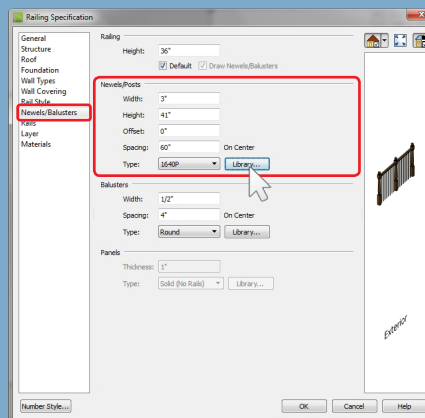 Railing Specification
General
Structure
Roof
Foundation
Wall Types
Wall Covering
Rail Style
Newels/Balusters
Rails
Layer
Materials
Railing
Height: 36"
Default Draw Newels/Balusters
Newels/Posts
Width: 3"
Height: 41"
Offset: 0"
Spacing: 60" On Center
Type: 1640P Library...
Balusters
Width: 1/2"
Spacing: 4" On Center
Type: Round Library...
Panels
Thickness: 1"
Type: Solid (No Rails) Library...
Exterior
Number Style... OK Cancel Help